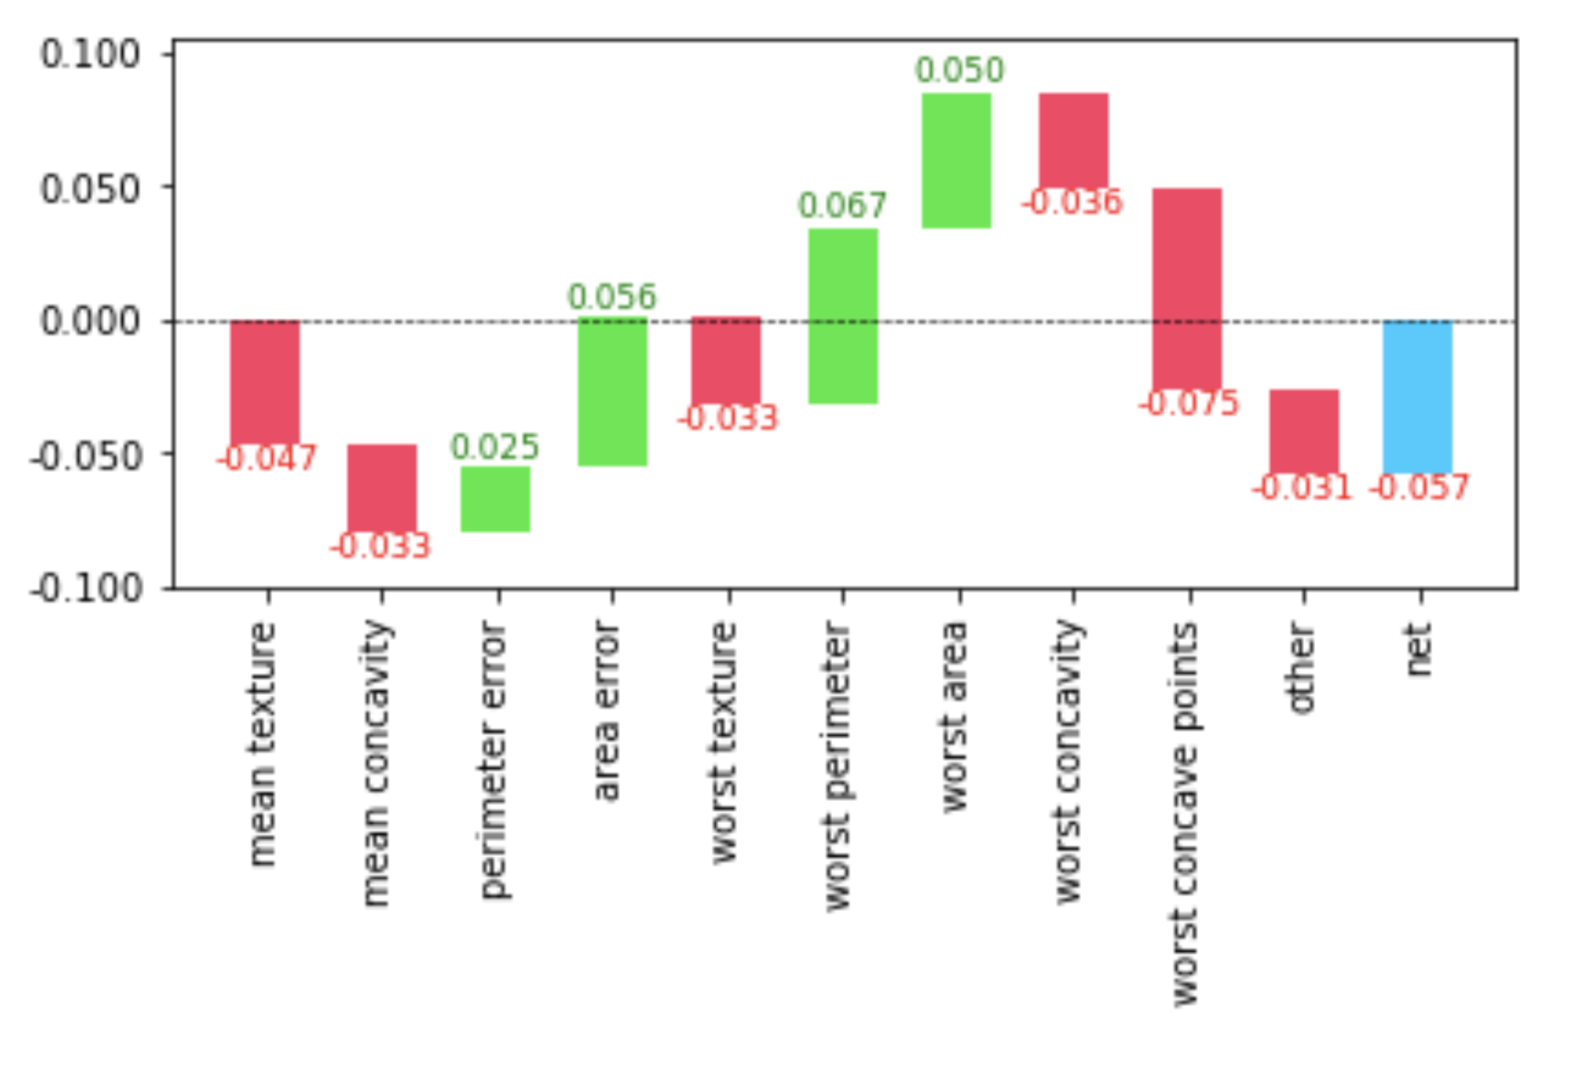 0.100
0.050
0.000
-0.050
-0.100
-0.047
-0.033
0.025
0.056
-0.033
0.067
0.050
-0.036
-0.075
-0.031
-0.057
mean texture
mean concavity
perimeter error
area error
worst texture
worst perimeter
worst area
worst concavity
worst concave points
other
net